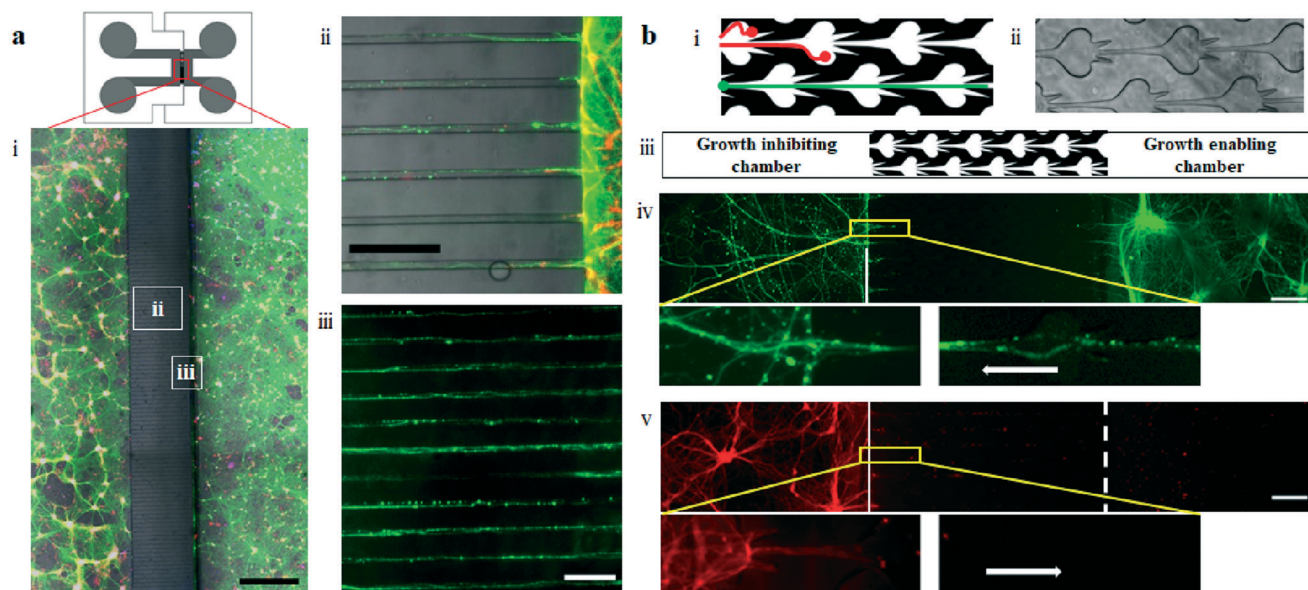 a
i
ii
iii
ii
iii
b
i
ii
iii
Growth inhibiting
chamber
Growth enabling
chamber
iv
v